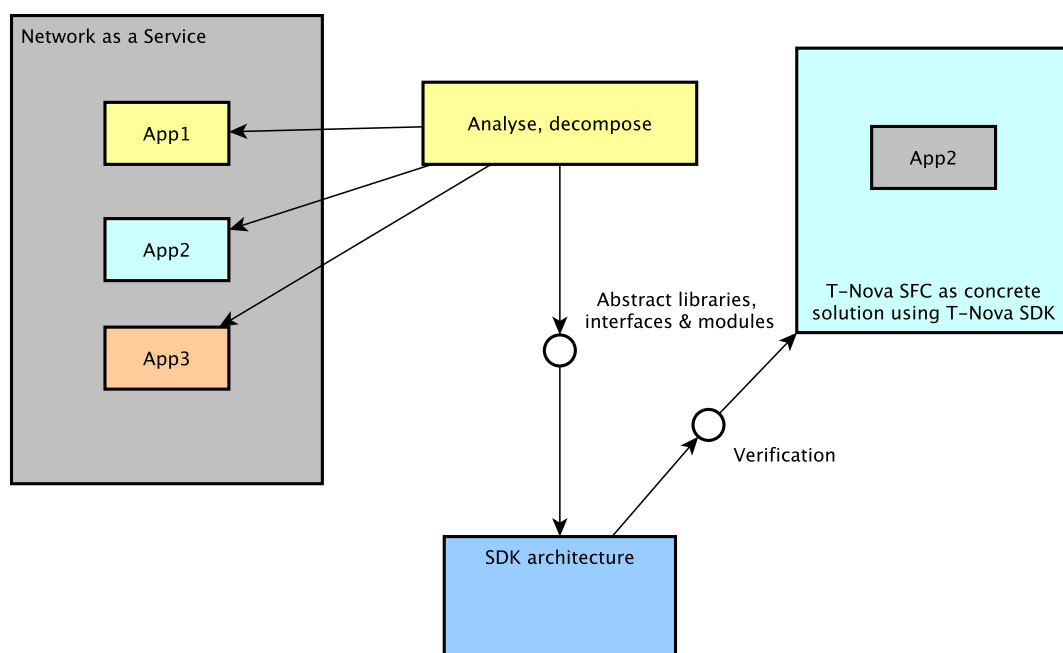 Network as a Service
App1
App2
App3
Analyse, decompose
Abstract libraries,
interfaces & modules
SDK architecture
Verification
App2
T-Nova SFC as concrete
solution using T-Nova SDK